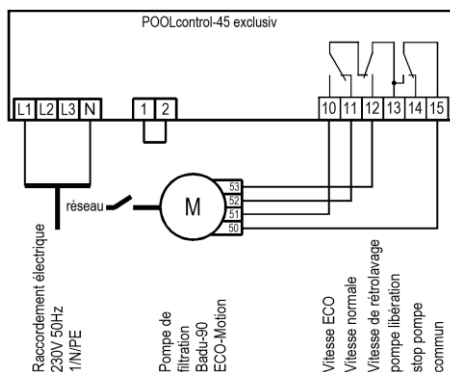 POOLcontrol-45 exclusiv
L1 L2 L3 N
1 2
10 11 12 13 14 15
réseau
M
53
52
51
50
Raccordement électrique
230V 50Hz
1/N/PE
Pompe de
filtration
Badu-90
ECO-Motion
Vitesse ECO
Vitesse normale
Vitesse de rétrolavage
pompe libération
stop pompe
commun